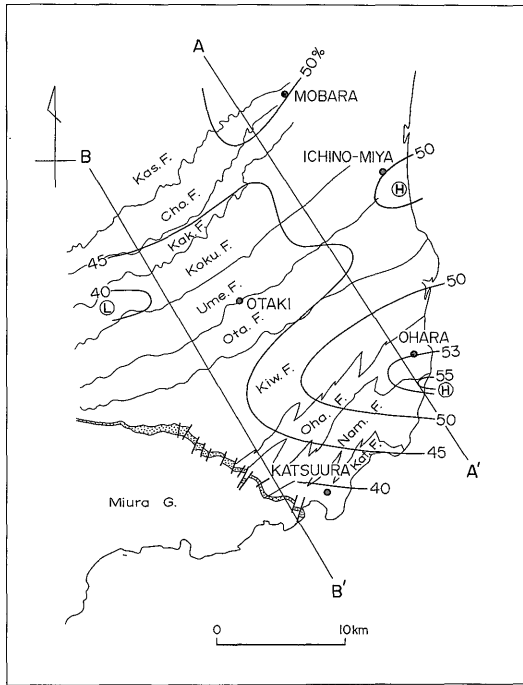 A
50%
MOBARA
B
ICHINO-MIYA
50
H
Kas. F.
Cho. F.
Kak. F.
45
Koku. F.
40
L
Ume. F.
OTAKI
Ota. F.
50
OHARA
53
55
H
Kiw. F.
Oha. F.
Nam. F.
Kat. F.
50
45
A'
KATSUURA
40
Miura G.
B'
0 10km